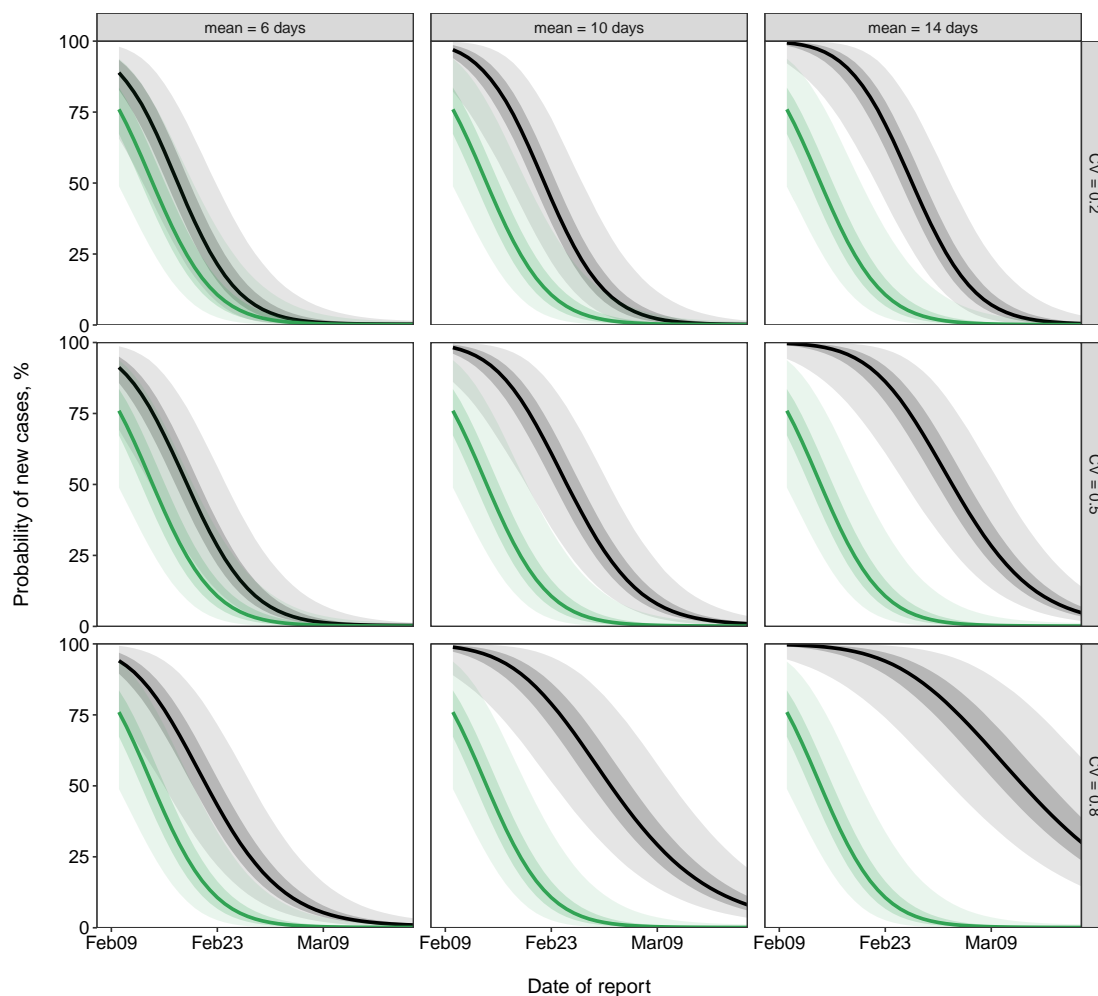 mean = 6 days
mean = 10 days
mean = 14 days
100
75
50
25
0
CV = 0.2
100
75
50
25
0
CV = 0.5
100
75
50
25
0
CV = 0.8
Feb09 Feb23 Mar09
Feb09 Feb23 Mar09
Feb09 Feb23 Mar09
Probability of new cases, %
Date of report